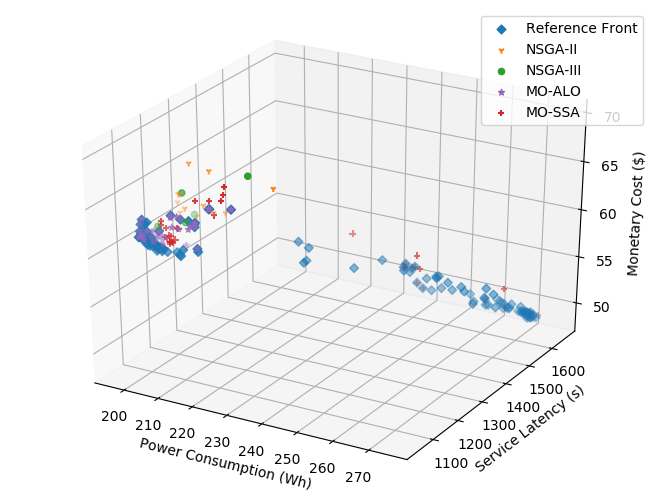 Reference Front
NSGA-II
NSGA-III
MO-ALO
MO-SSA
70
65
60
55
50
Monetary Cost ($)
1600
1500
1400
1300
1200
1100
Service Latency (s)
200
210
220
230
240
250
260
270
Power Consumption (Wh)